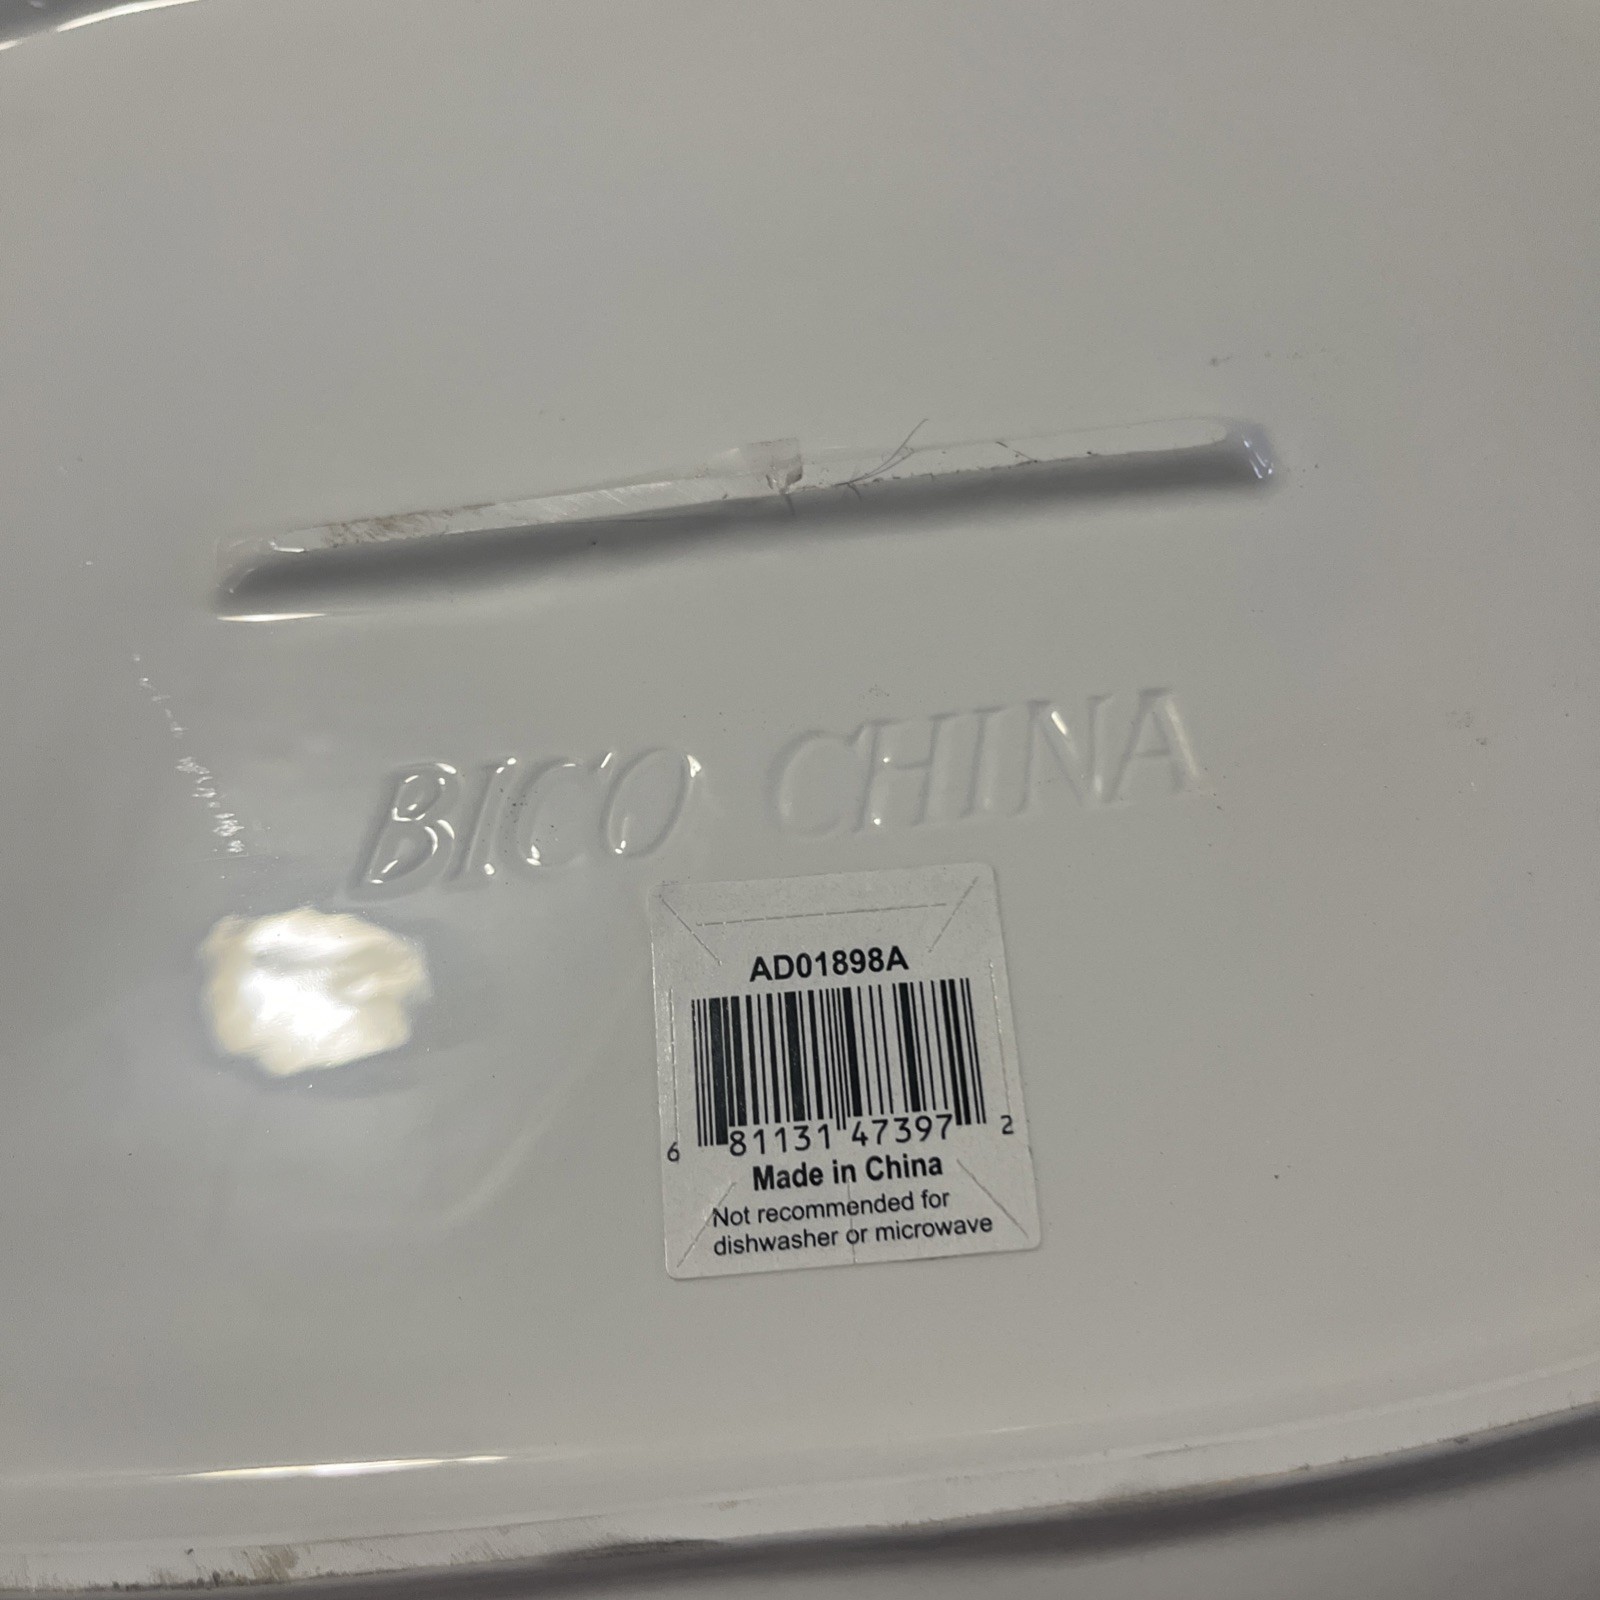 BICO CHINA
AD01898A
6 81131 47397 2
Made in China
Not recommended for
dishwasher or microwave